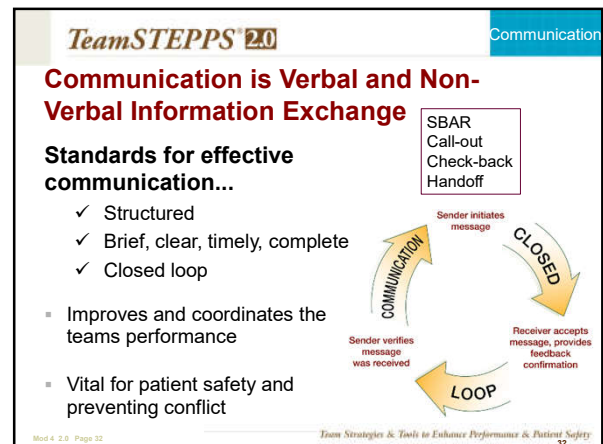 TeamSTEPPS® 2.0
Communication
Communication is Verbal and Non-
Verbal Information Exchange
SBAR
Call-out
Check-back
Handoff
Standards for effective
communication...
✓ Structured
✓ Brief, clear, timely, complete
✓ Closed loop
▪ Improves and coordinates the
teams performance
▪ Vital for patient safety and
preventing conflict
Sender initiates
message
CLOSED
Receiver accepts
message, provides
feedback
confirmation
LOOP
Sender verifies
message
was received
COMMUNICATION
Mod 4 2.0 Page 32
Team Strategies & Tools to Enhance Performance & Patient Safety
32